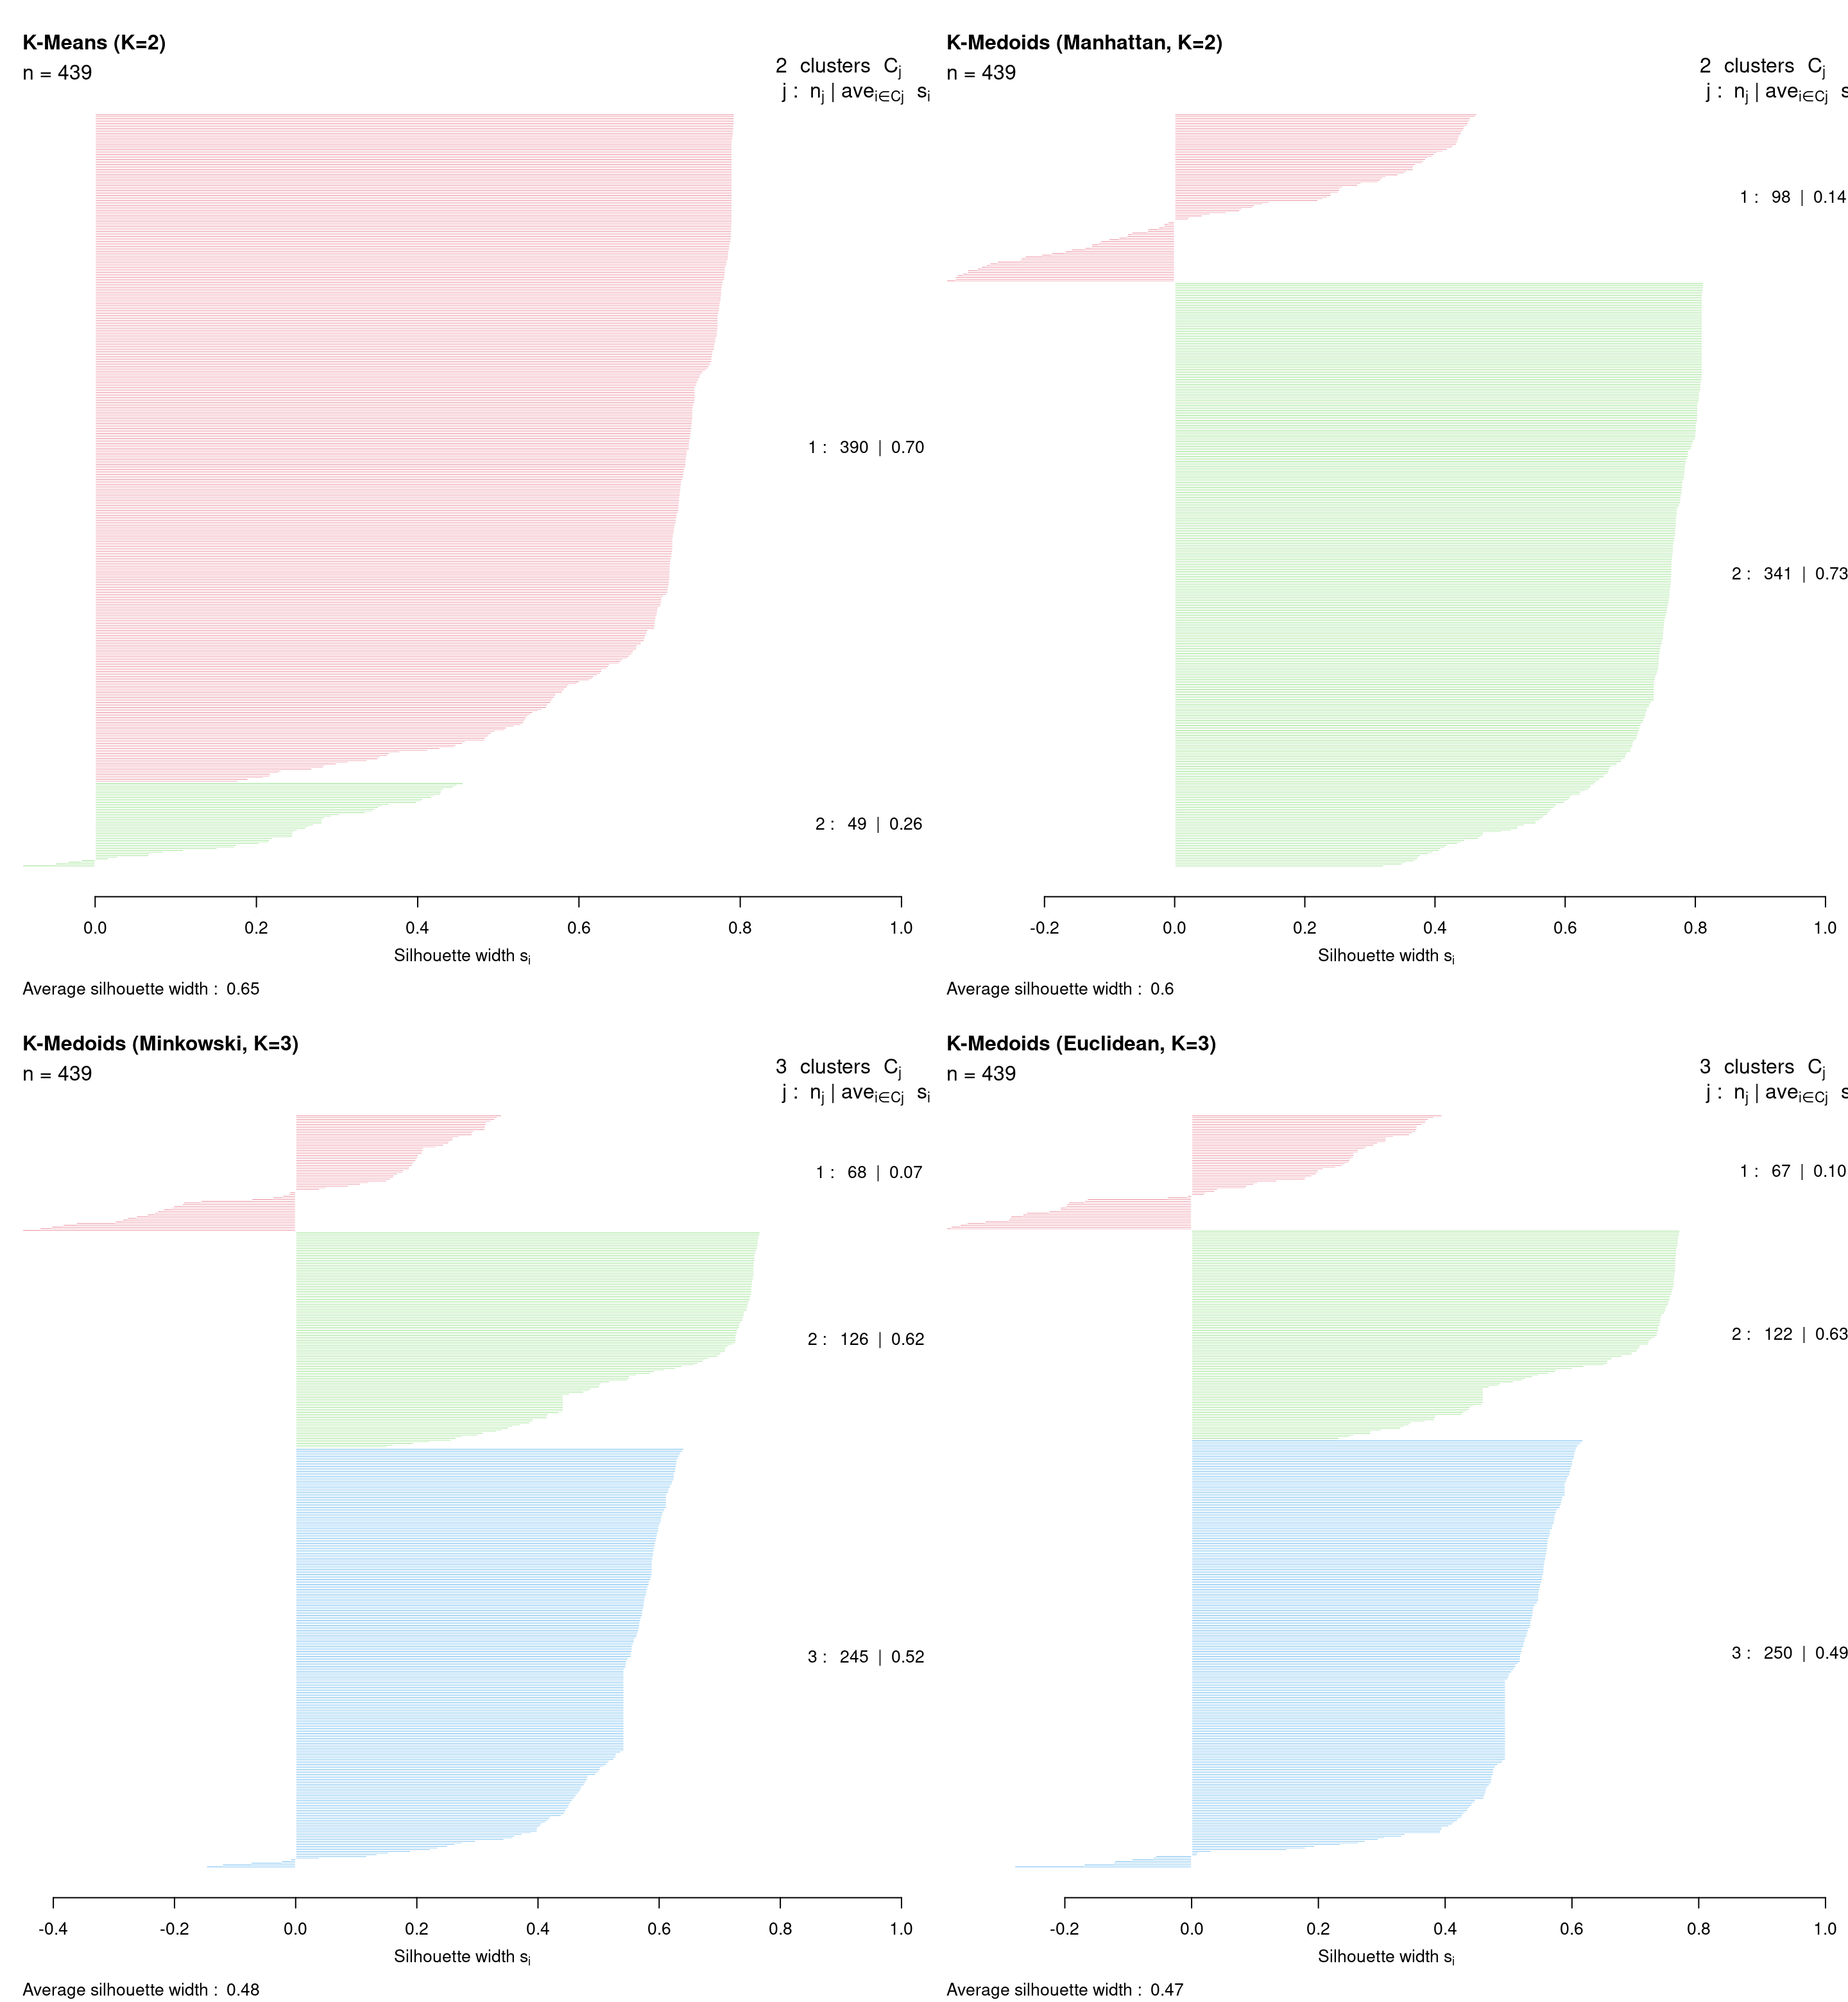 K-Means (K=2)
n = 439
2 clusters Cj
j : nj | avei∈Cj si
1 : 390 | 0.70
2 : 49 | 0.26
0.0 0.2 0.4 0.6 0.8 1.0
Silhouette width si
Average silhouette width : 0.65
K-Medoids (Manhattan, K=2)
n = 439
2 clusters Cj
j : nj | avei∈Cj s
1 : 98 | 0.14
2 : 341 | 0.73
-0.2 0.0 0.2 0.4 0.6 0.8 1.0
Silhouette width si
Average silhouette width : 0.6
K-Medoids (Minkowski, K=3)
n = 439
3 clusters Cj
j : nj | avei∈Cj si
1 : 68 | 0.07
2 : 126 | 0.62
3 : 245 | 0.52
-0.4 -0.2 0.0 0.2 0.4 0.6 0.8 1.0
Silhouette width si
Average silhouette width : 0.48
K-Medoids (Euclidean, K=3)
n = 439
3 clusters Cj
j : nj | avei∈Cj s
1 : 67 | 0.10
2 : 122 | 0.63
3 : 250 | 0.49
-0.2 0.0 0.2 0.4 0.6 0.8 1.0
Silhouette width si
Average silhouette width : 0.47